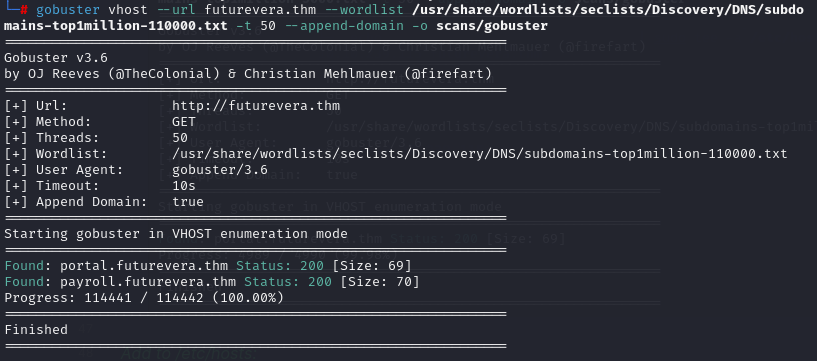 └─# gobuster vhost --url futurevera.thm --wordlist /usr/share/wordlists/seclists/Discovery/DNS/subdo
mains-top1million-110000.txt -t 50 --append-domain -o scans/gobuster
===============================================================
Gobuster v3.6
by OJ Reeves (@TheColonial) & Christian Mehlmauer (@firefart)
===============================================================
[+] Url:             http://futurevera.thm
[+] Method:          GET
[+] Threads:         50
[+] Wordlist:        /usr/share/wordlists/seclists/Discovery/DNS/subdomains-top1million-110000.txt
[+] User Agent:      gobuster/3.6
[+] Timeout:         10s
[+] Append Domain:   true
===============================================================
Starting gobuster in VHOST enumeration mode
===============================================================
Found: portal.futurevera.thm Status: 200 [Size: 69]
Found: payroll.futurevera.thm Status: 200 [Size: 70]
Progress: 114441 / 114442 (100.00%)
===============================================================
Finished
===============================================================